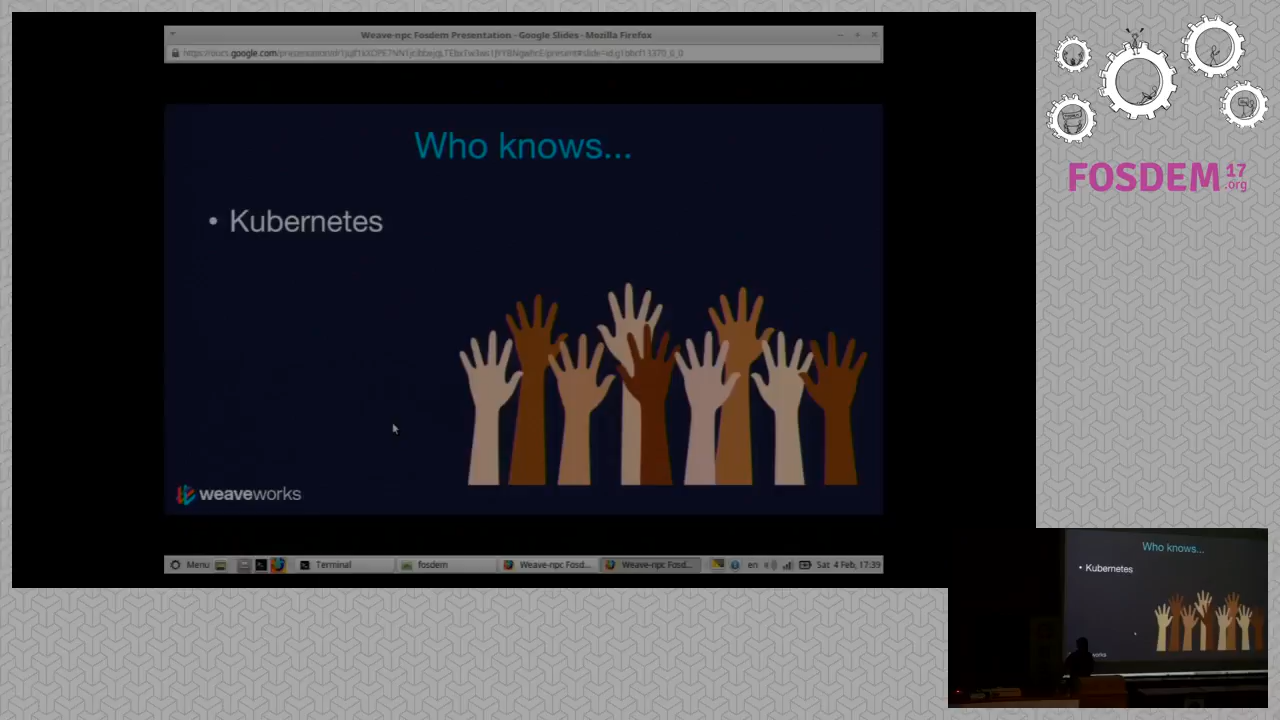 Weave-npc Fosdem Presentation - Google Slides - Mozilla Firefox
Who knows...
• Kubernetes
weaveworks
Menu
Terminal
fosdem
Weave-npc Fosd...
Weave-npc Fosd...
en
Sat 4 Feb, 17:39
FOSDEM 17
.org
Who knows...
• Kubernetes
works